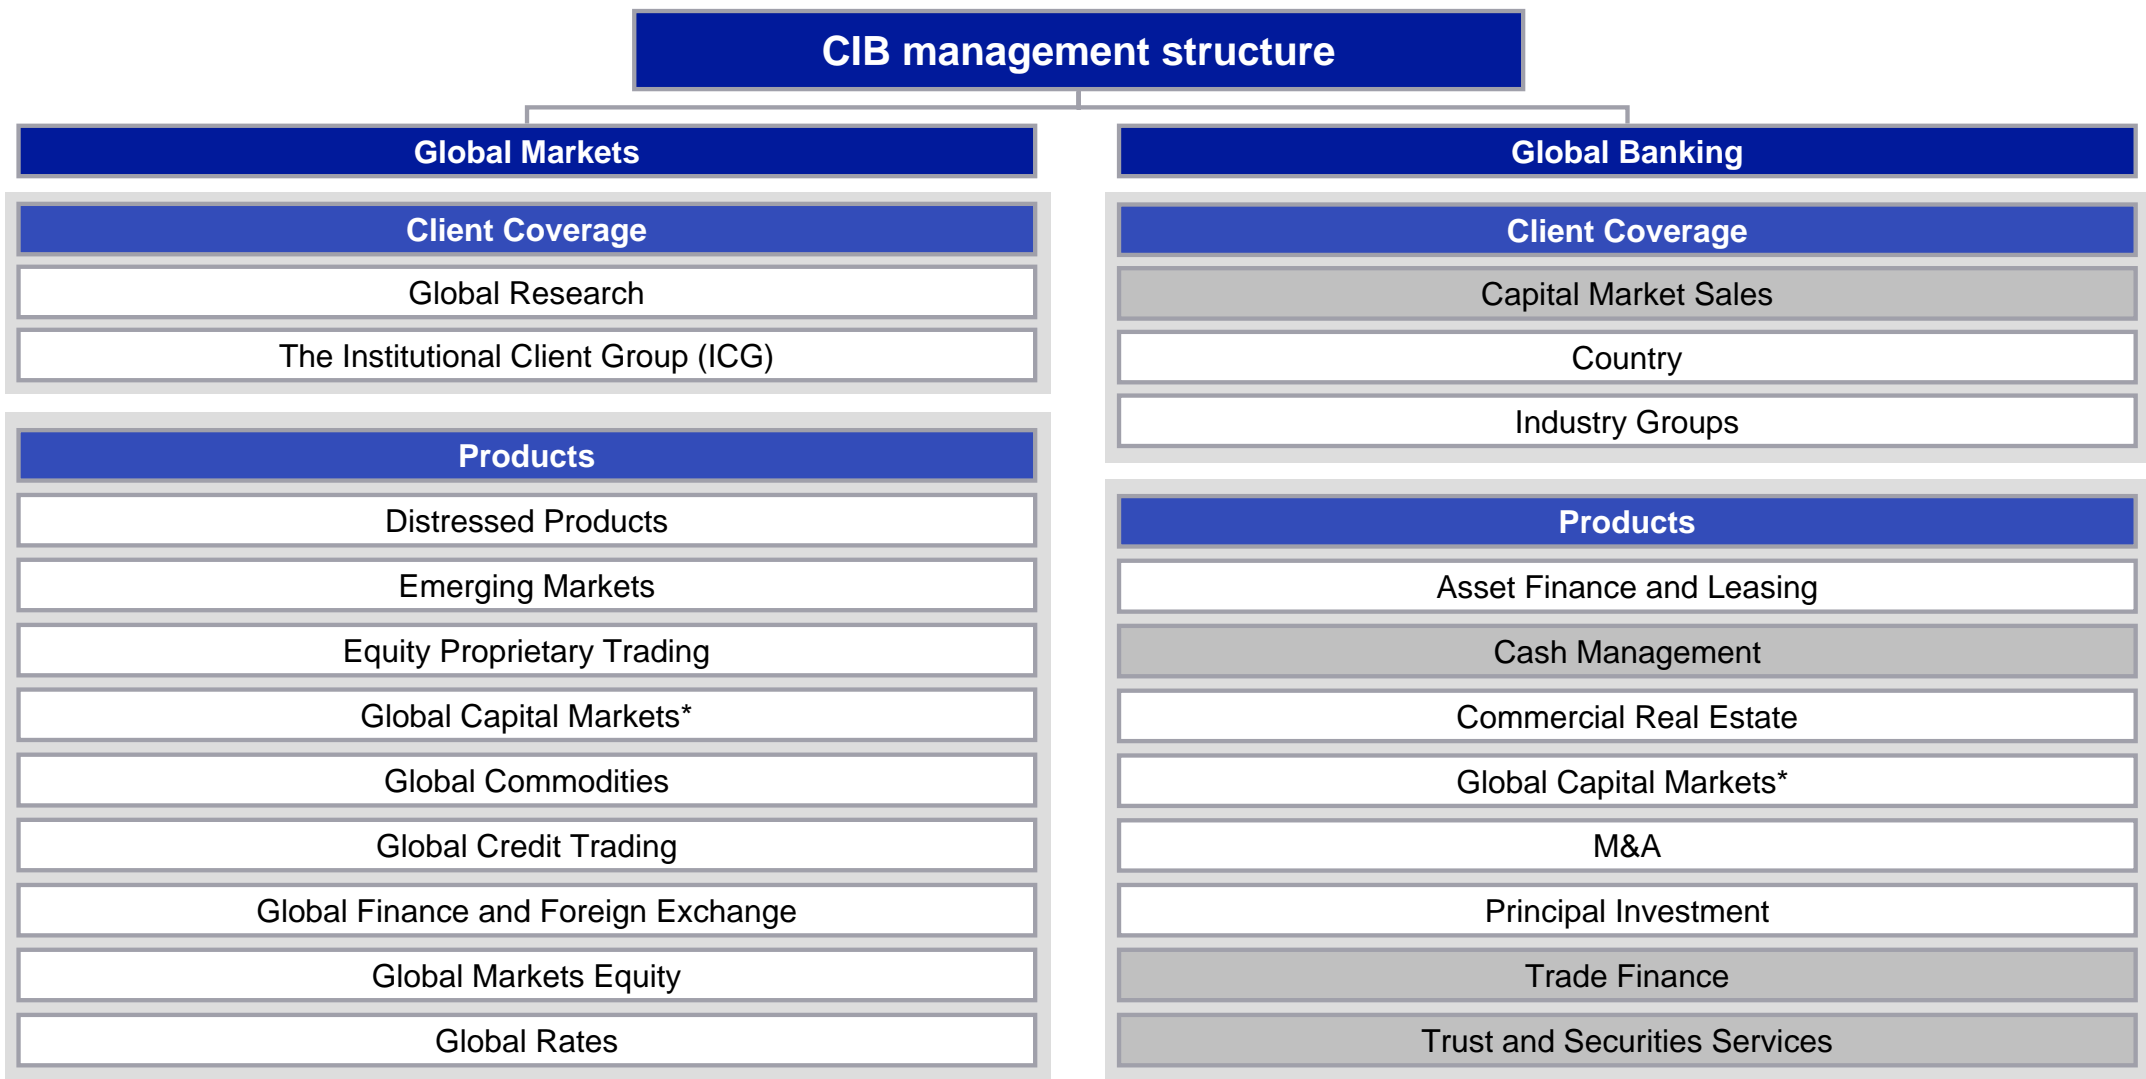 CIB management structure
Global Markets
Client Coverage
Global Research
The Institutional Client Group (ICG)
Products
Distressed Products
Emerging Markets
Equity Proprietary Trading
Global Capital Markets*
Global Commodities
Global Credit Trading
Global Finance and Foreign Exchange
Global Markets Equity
Global Rates
Global Banking
Client Coverage
Capital Market Sales
Country
Industry Groups
Products
Asset Finance and Leasing
Cash Management
Commercial Real Estate
Global Capital Markets*
M&A
Principal Investment
Trade Finance
Trust and Securities Services